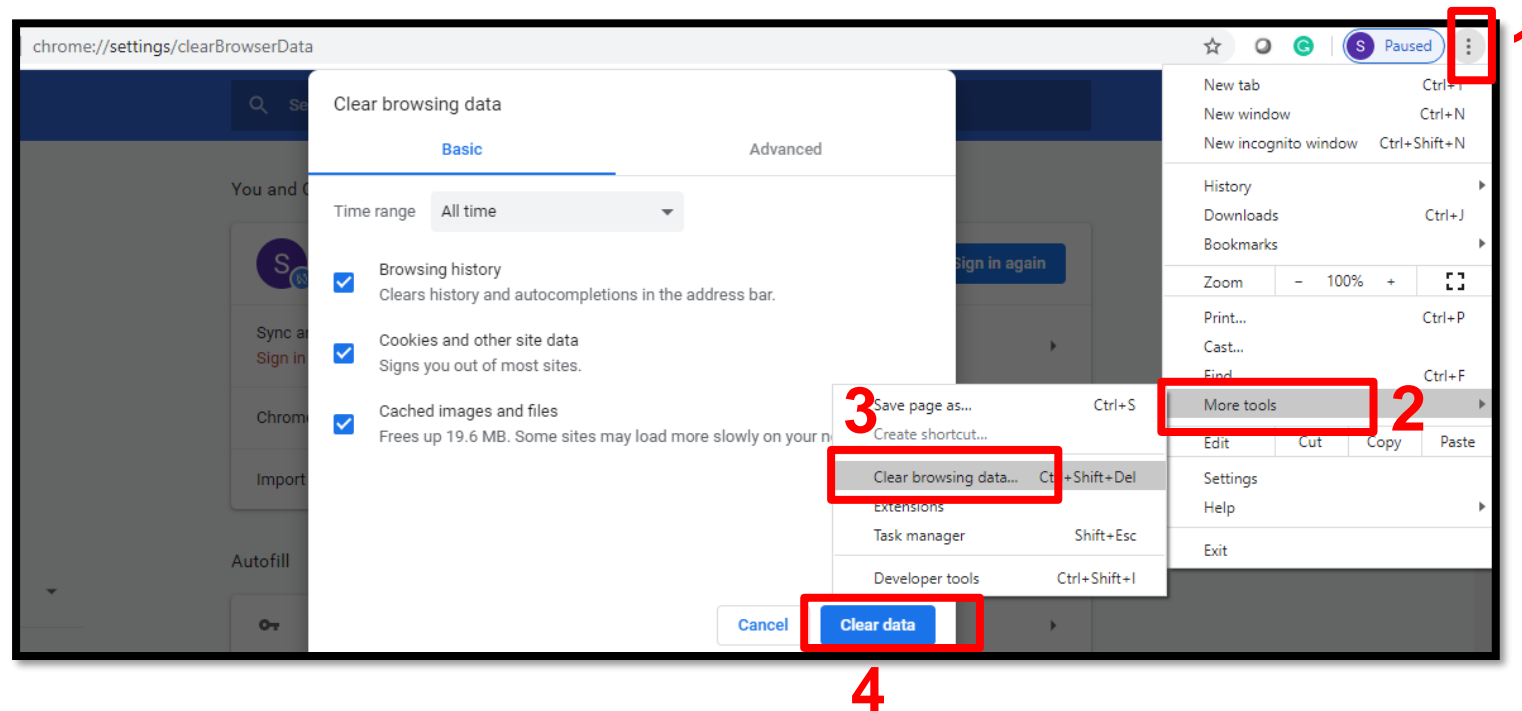 chrome://settings/clearBrowserData
S Paused
1
Se
Clear browsing data
Basic Advanced
Time range All time
Browsing history
Clears history and autocompletions in the address bar.
Cookies and other site data
Signs you out of most sites.
Cached images and files
Frees up 19.6 MB. Some sites may load more slowly on your n
Cancel Clear data
4
You and
S
Sign in again
Sync a
Sign in
Chrom
Import
Autofill
New tab Ctrl+T
New window Ctrl+N
New incognito window Ctrl+Shift+N
History
Downloads Ctrl+J
Bookmarks
Zoom - 100% +
Print... Ctrl+P
Cast...
Find... Ctrl+F
More tools 2
Edit Cut Copy Paste
Settings
Help
Exit
3
Save page as... Ctrl+S
Create shortcut...
Clear browsing data... Ctrl+Shift+Del
Extensions
Task manager Shift+Esc
Developer tools Ctrl+Shift+I